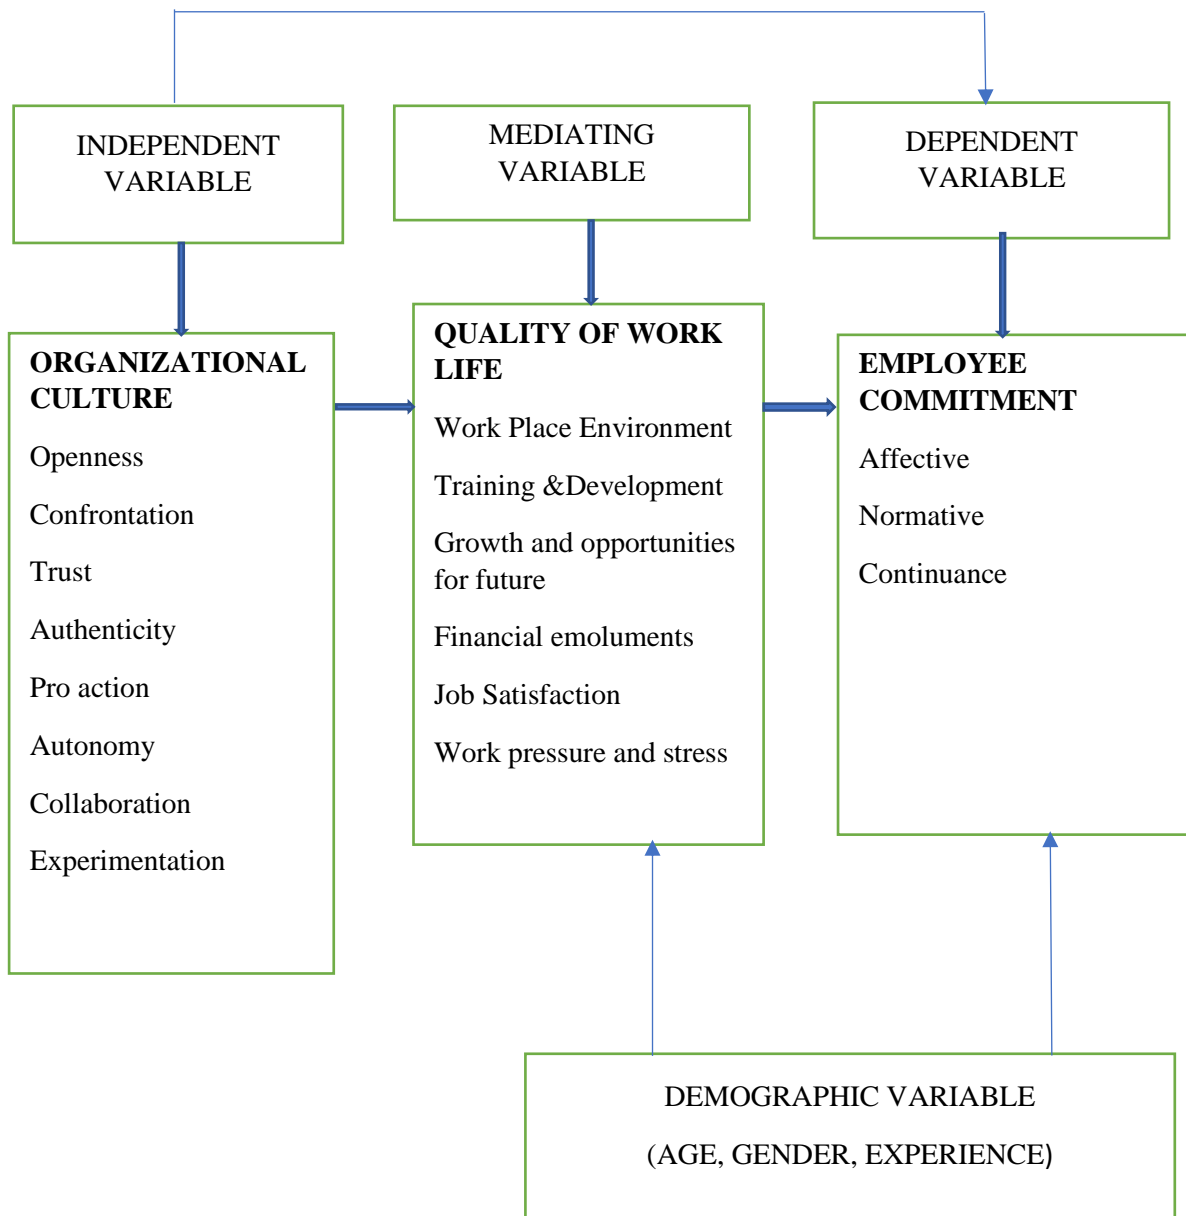 INDEPENDENT
VARIABLE
MEDIATING
VARIABLE
DEPENDENT
VARIABLE
ORGANIZATIONAL
CULTURE
Openness
Confrontation
Trust
Authenticity
Pro action
Autonomy
Collaboration
Experimentation
QUALITY OF WORK
LIFE
Work Place Environment
Training &Development
Growth and opportunities
for future
Financial emoluments
Job Satisfaction
Work pressure and stress
EMPLOYEE
COMMITMENT
Affective
Normative
Continuance
DEMOGRAPHIC VARIABLE
(AGE, GENDER, EXPERIENCE)